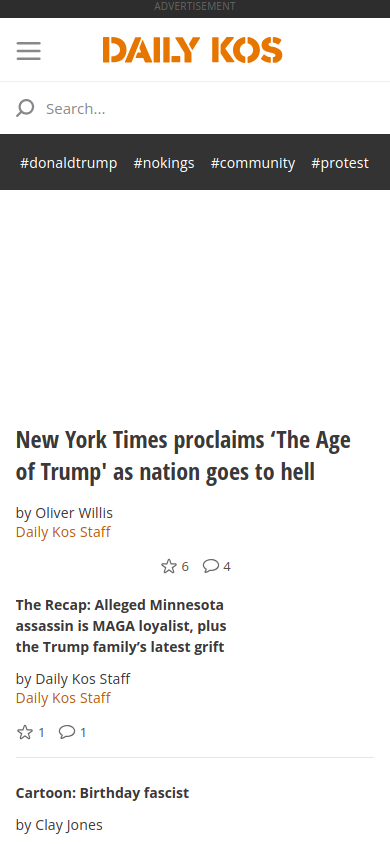 ADVERTISEMENT
DAILY KOS
Search...
#donaldtrump #nokings #community #protest
New York Times proclaims ‘The Age
of Trump' as nation goes to hell
by Oliver Willis
Daily Kos Staff
6 4
The Recap: Alleged Minnesota
assassin is MAGA loyalist, plus
the Trump family’s latest grift
by Daily Kos Staff
Daily Kos Staff
1 1
Cartoon: Birthday fascist
by Clay Jones